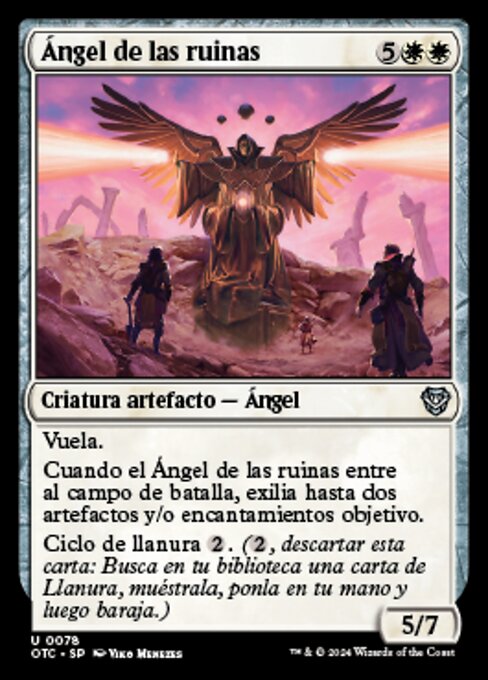 Ángel de las ruinas 5
Criatura artefacto — Ángel
Vuela.
Cuando el Ángel de las ruinas entre
al campo de batalla, exilia hasta dos
artefactos y/o encantamientos objetivo.
Ciclo de llanura 2. (2, descartar esta
carta: Busca en tu biblioteca una carta de
Llanura, muéstrala, ponla en tu mano y
luego baraja.)
5/7
U 0078
OTC • SP Viko Menezes
™ & © 2024 Wizards of the Coast